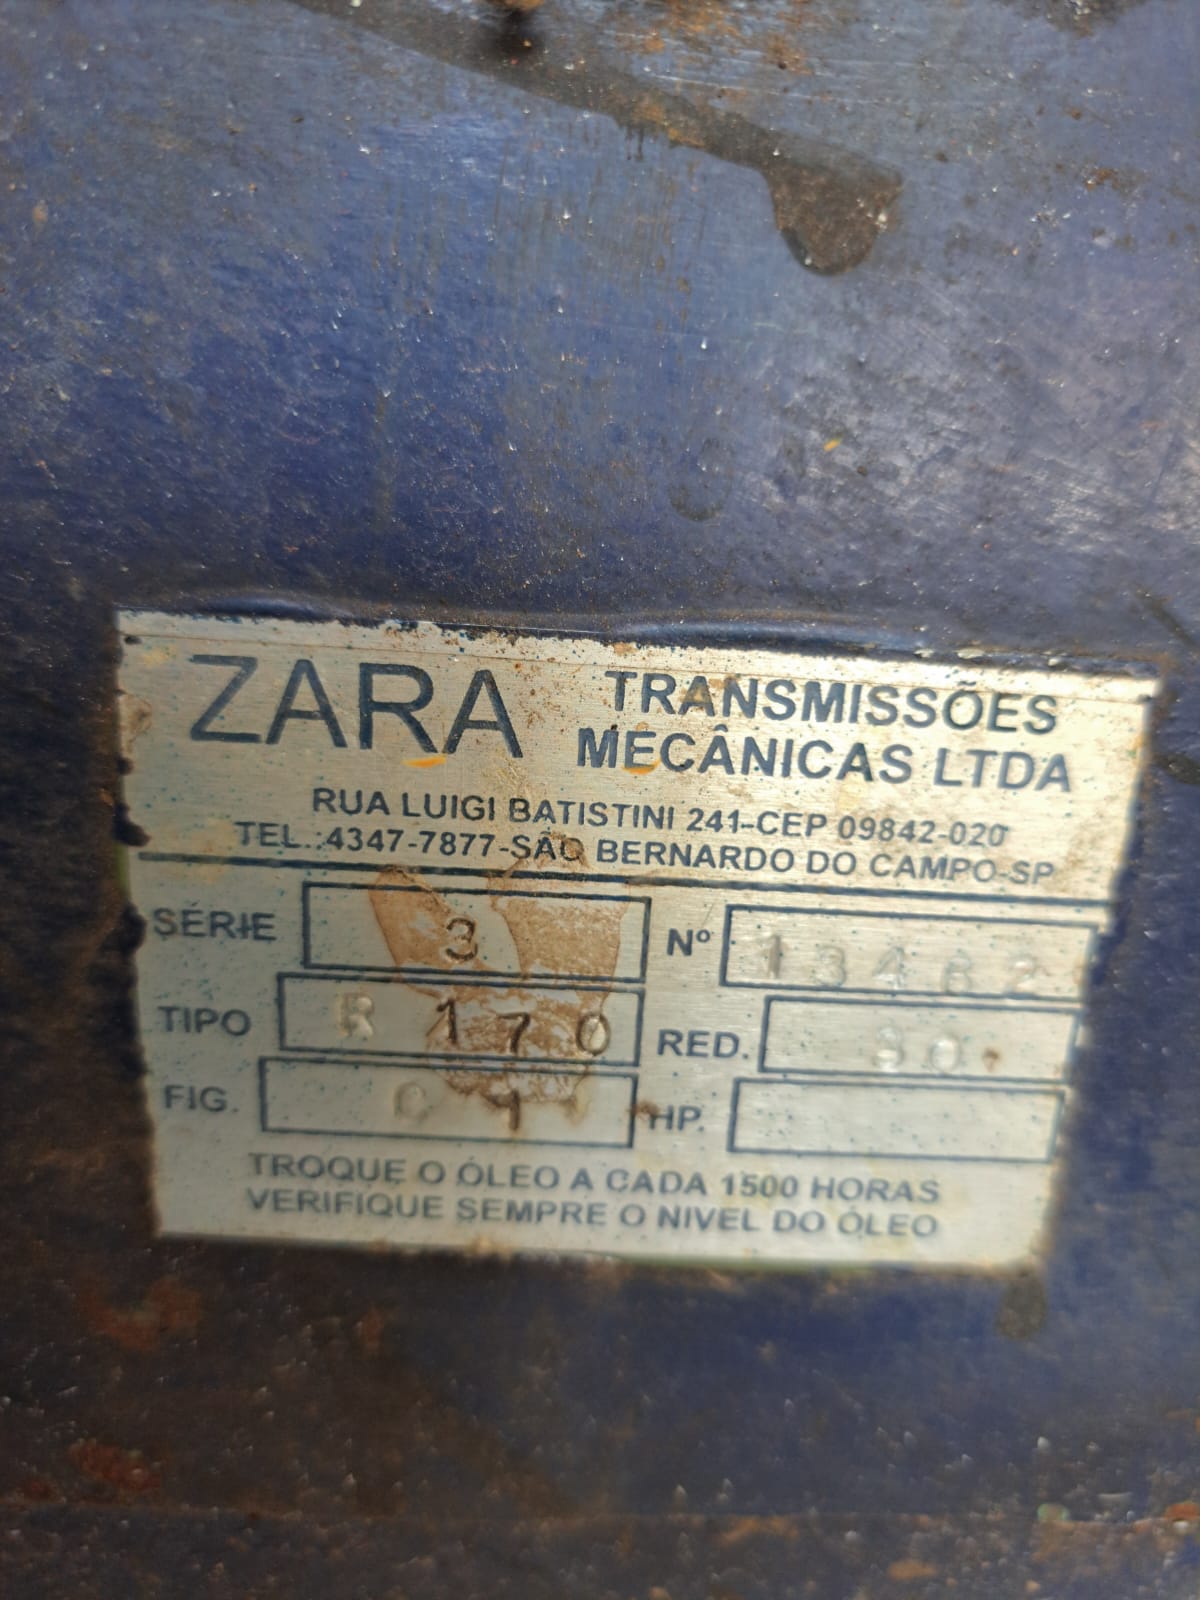 ZARA TRANSMISSÕES
MECÂNICAS LTDA
RUA LUIGI BATISTINI 241-CEP 09842-020
TEL.:4347-7877-SÃO BERNARDO DO CAMPO-SP
SÉRIE 3 Nº
TIPO R 170 RED. 30
FIG. C 1 HP.
TROQUE O ÓLEO A CADA 1500 HORAS
VERIFIQUE SEMPRE O NIVEL DO ÓLEO